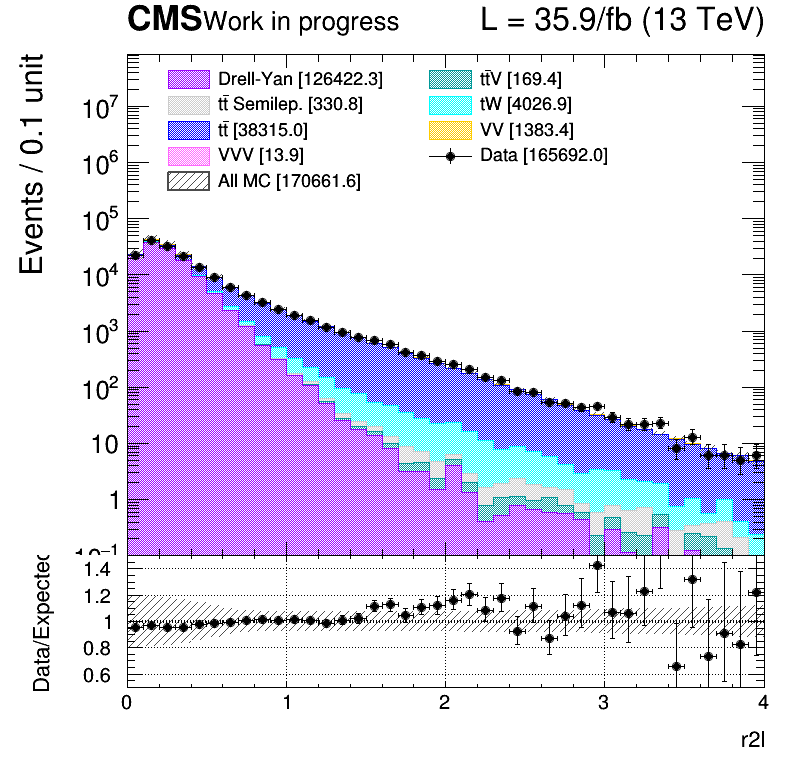 CMS Work in progress L = 35.9/fb (13 TeV)
Events / 0.1 unit
Drell-Yan [126422.3]
tt̄ Semilep. [330.8]
tt̄ [38315.0]
VVV [13.9]
All MC [170661.6]
tt̄V [169.4]
tW [4026.9]
VV [1383.4]
Data [165692.0]
10⁷
10⁶
10⁵
10⁴
10³
10²
10
1
10⁻¹
Data/Expected
1.4
1.2
1
0.8
0.6
0 1 2 3 4
r2l